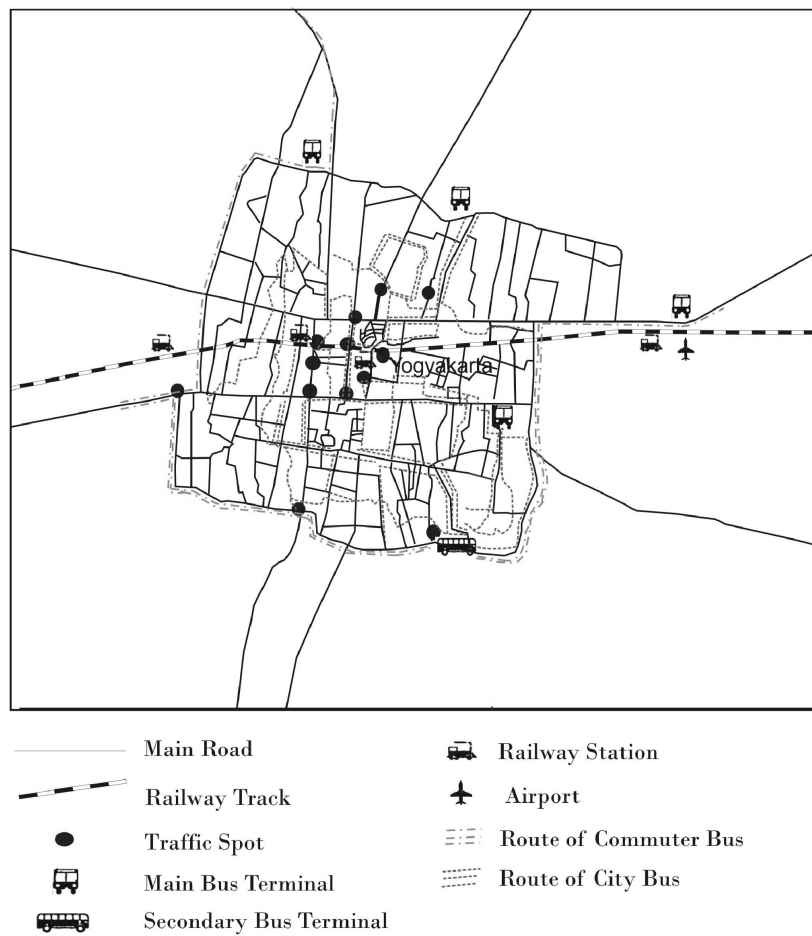 Yogyakarta
Main Road
Railway Track
Traffic Spot
Main Bus Terminal
Secondary Bus Terminal
Railway Station
Airport
Route of Commuter Bus
Route of City Bus